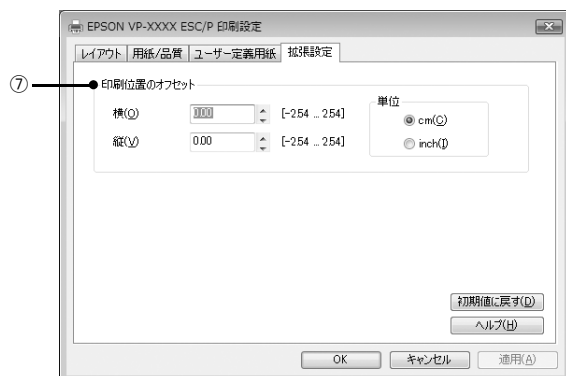 EPSON VP-XXXX ESC/P 印刷設定
レイアウト 用紙/品質 ユーザー定義用紙 拡張設定
⑦
印刷位置のオフセット
横(O) 0.00 [-2.54 ... 2.54]
縦(V) 0.00 [-2.54 ... 2.54]
単位
cm(C)
inch(I)
初期値に戻す(D)
ヘルプ(H)
OK キャンセル 適用(A)